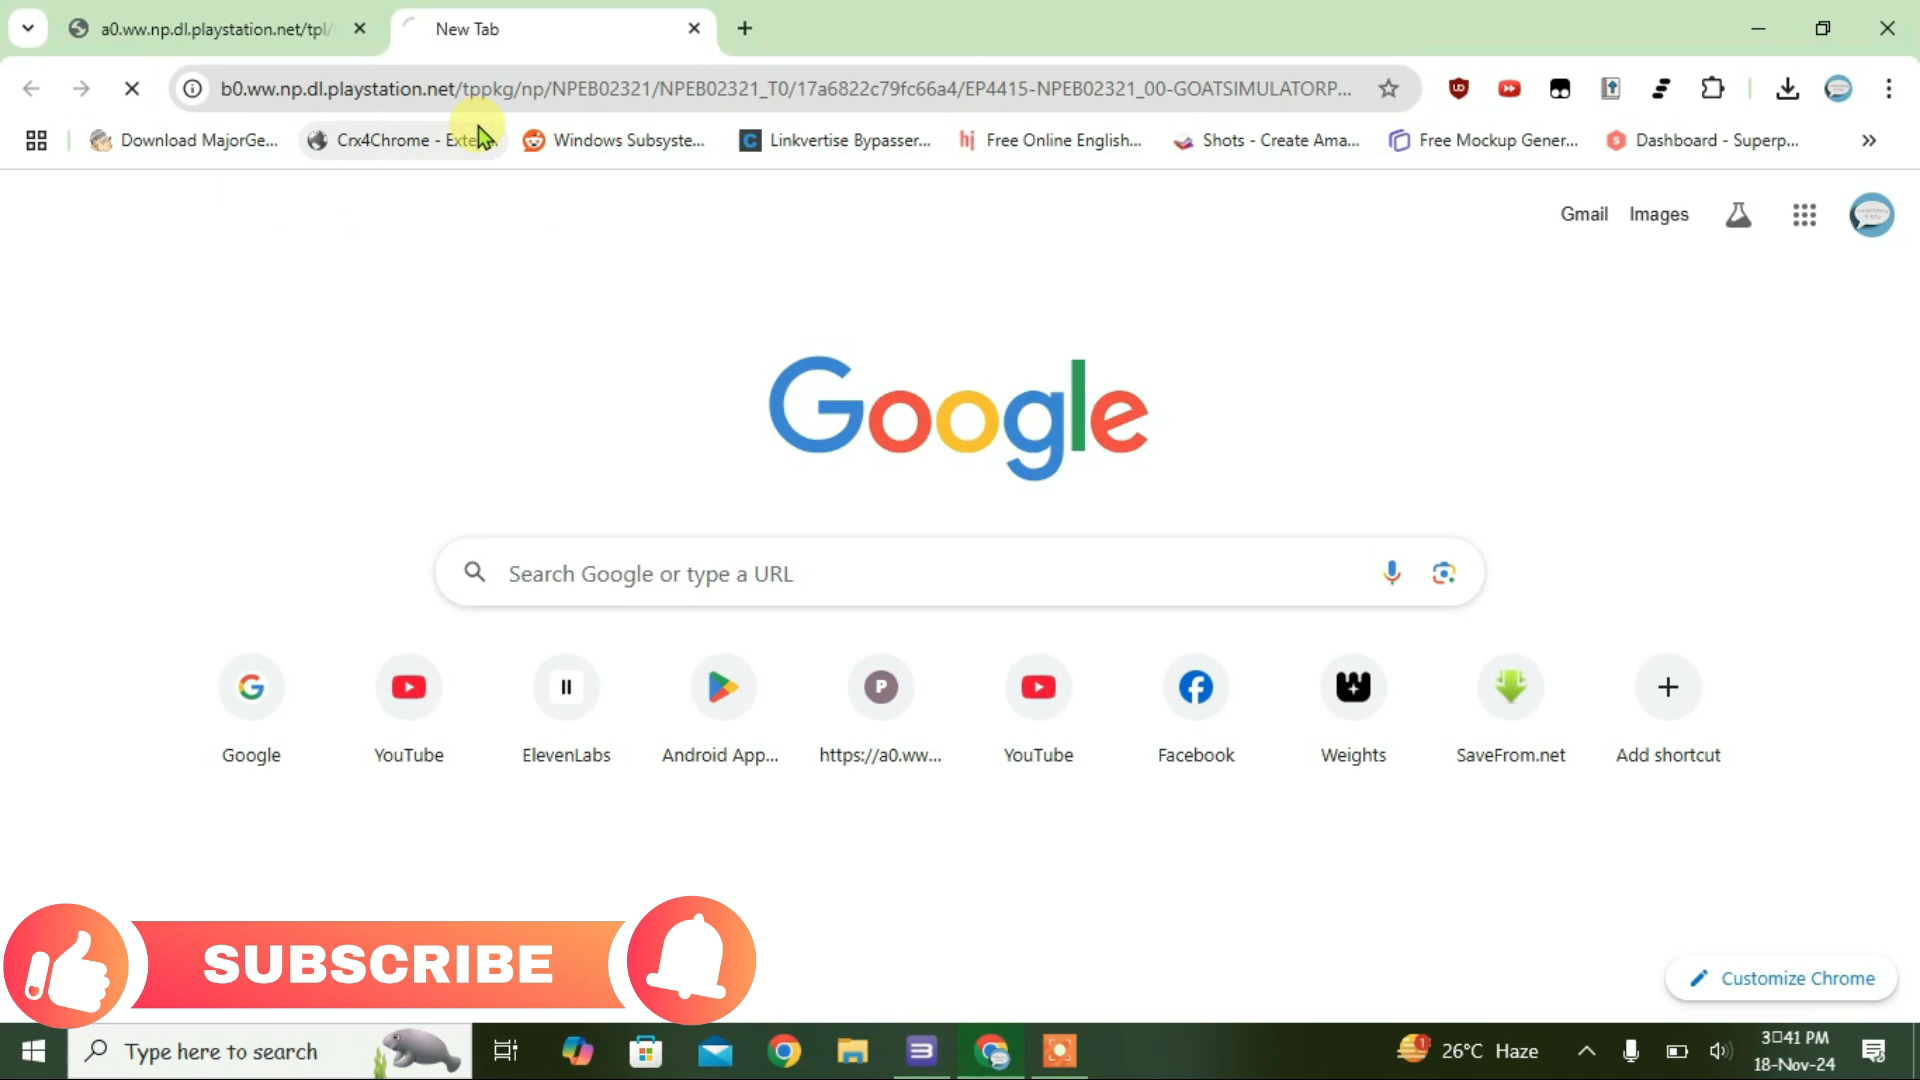 a0.ww.np.dl.playstation.net/tpl/
New Tab
b0.ww.np.dl.playstation.net/tppkg/np/NPEB02321/NPEB02321_T0/17a6822c79fc66a4/EP4415-NPEB02321_00-GOATSIMULATORP...
Download MajorGe...
Crx4Chrome - Exte...
Windows Subsyste...
Linkvertise Bypasser...
Free Online English...
Shots - Create Ama...
Free Mockup Gener...
Dashboard - Superp...
Gmail
Images
Google
Search Google or type a URL
Google
YouTube
ElevenLabs
Android App...
https://a0.ww...
YouTube
Facebook
Weights
SaveFrom.net
Add shortcut
SUBSCRIBE
Customize Chrome
Type here to search
26°C Haze
3:41 PM
18-Nov-24